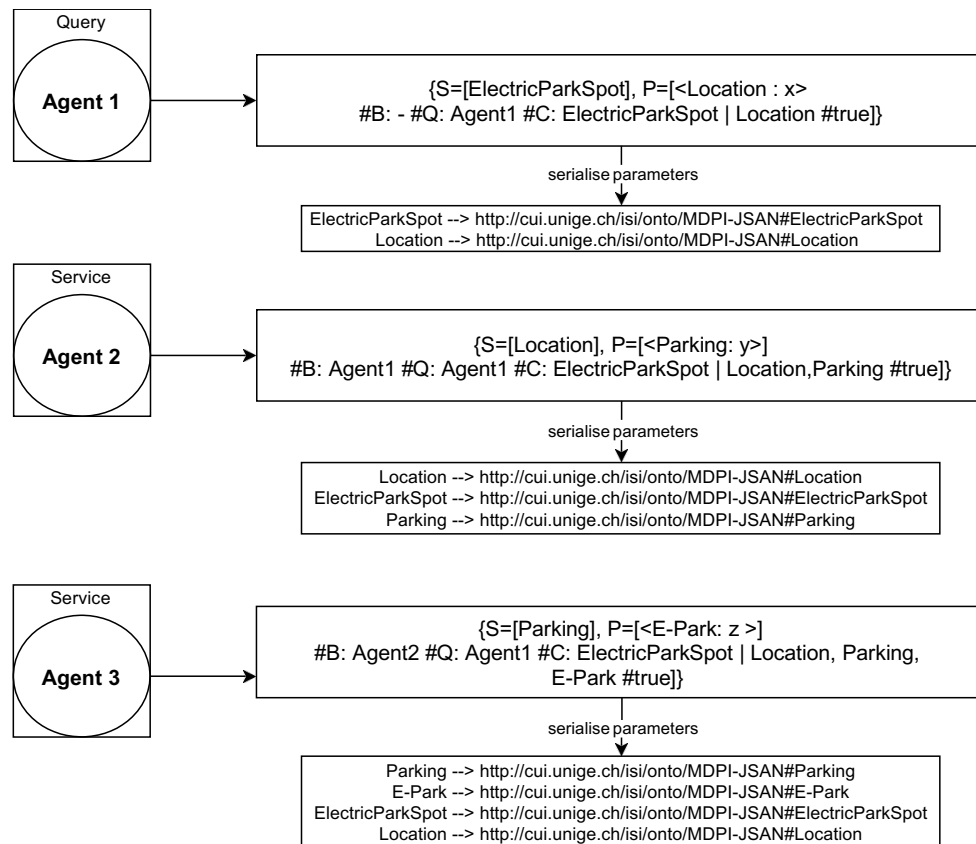 Query
Agent 1
{S=[ElectricParkSpot], P=[<Location : x>
#B: - #Q: Agent1 #C: ElectricParkSpot | Location #true]}
serialise parameters
ElectricParkSpot --> http://cui.unige.ch/isi/onto/MDPI-JSAN#ElectricParkSpot
Location --> http://cui.unige.ch/isi/onto/MDPI-JSAN#Location
Service
Agent 2
{S=[Location], P=[<Parking: y>]
#B: Agent1 #Q: Agent1 #C: ElectricParkSpot | Location,Parking #true]}
serialise parameters
Location --> http://cui.unige.ch/isi/onto/MDPI-JSAN#Location
ElectricParkSpot --> http://cui.unige.ch/isi/onto/MDPI-JSAN#ElectricParkSpot
Parking --> http://cui.unige.ch/isi/onto/MDPI-JSAN#Parking
Service
Agent 3
{S=[Parking], P=[<E-Park: z >]
#B: Agent2 #Q: Agent1 #C: ElectricParkSpot | Location, Parking,
E-Park #true]}
serialise parameters
Parking --> http://cui.unige.ch/isi/onto/MDPI-JSAN#Parking
E-Park --> http://cui.unige.ch/isi/onto/MDPI-JSAN#E-Park
ElectricParkSpot --> http://cui.unige.ch/isi/onto/MDPI-JSAN#ElectricParkSpot
Location --> http://cui.unige.ch/isi/onto/MDPI-JSAN#Location